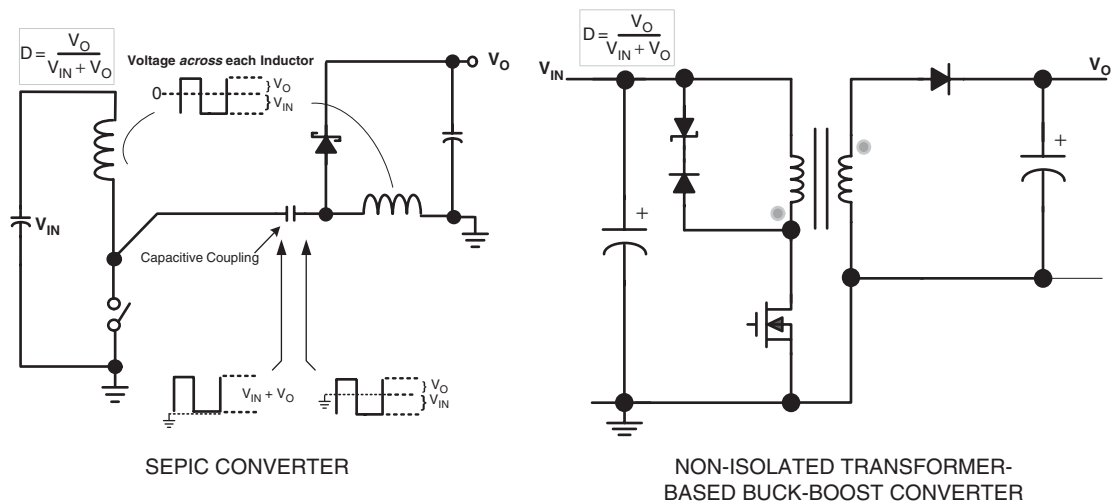 D = V_O / (V_IN + V_O)
Voltage across each Inductor
V_O
0
V_O
V_IN
V_IN
Capacitive Coupling
V_IN + V_O
V_O
V_IN
SEPIC CONVERTER
D = V_O / (V_IN + V_O)
V_IN
V_O
+
+
NON-ISOLATED TRANSFORMER-
BASED BUCK-BOOST CONVERTER